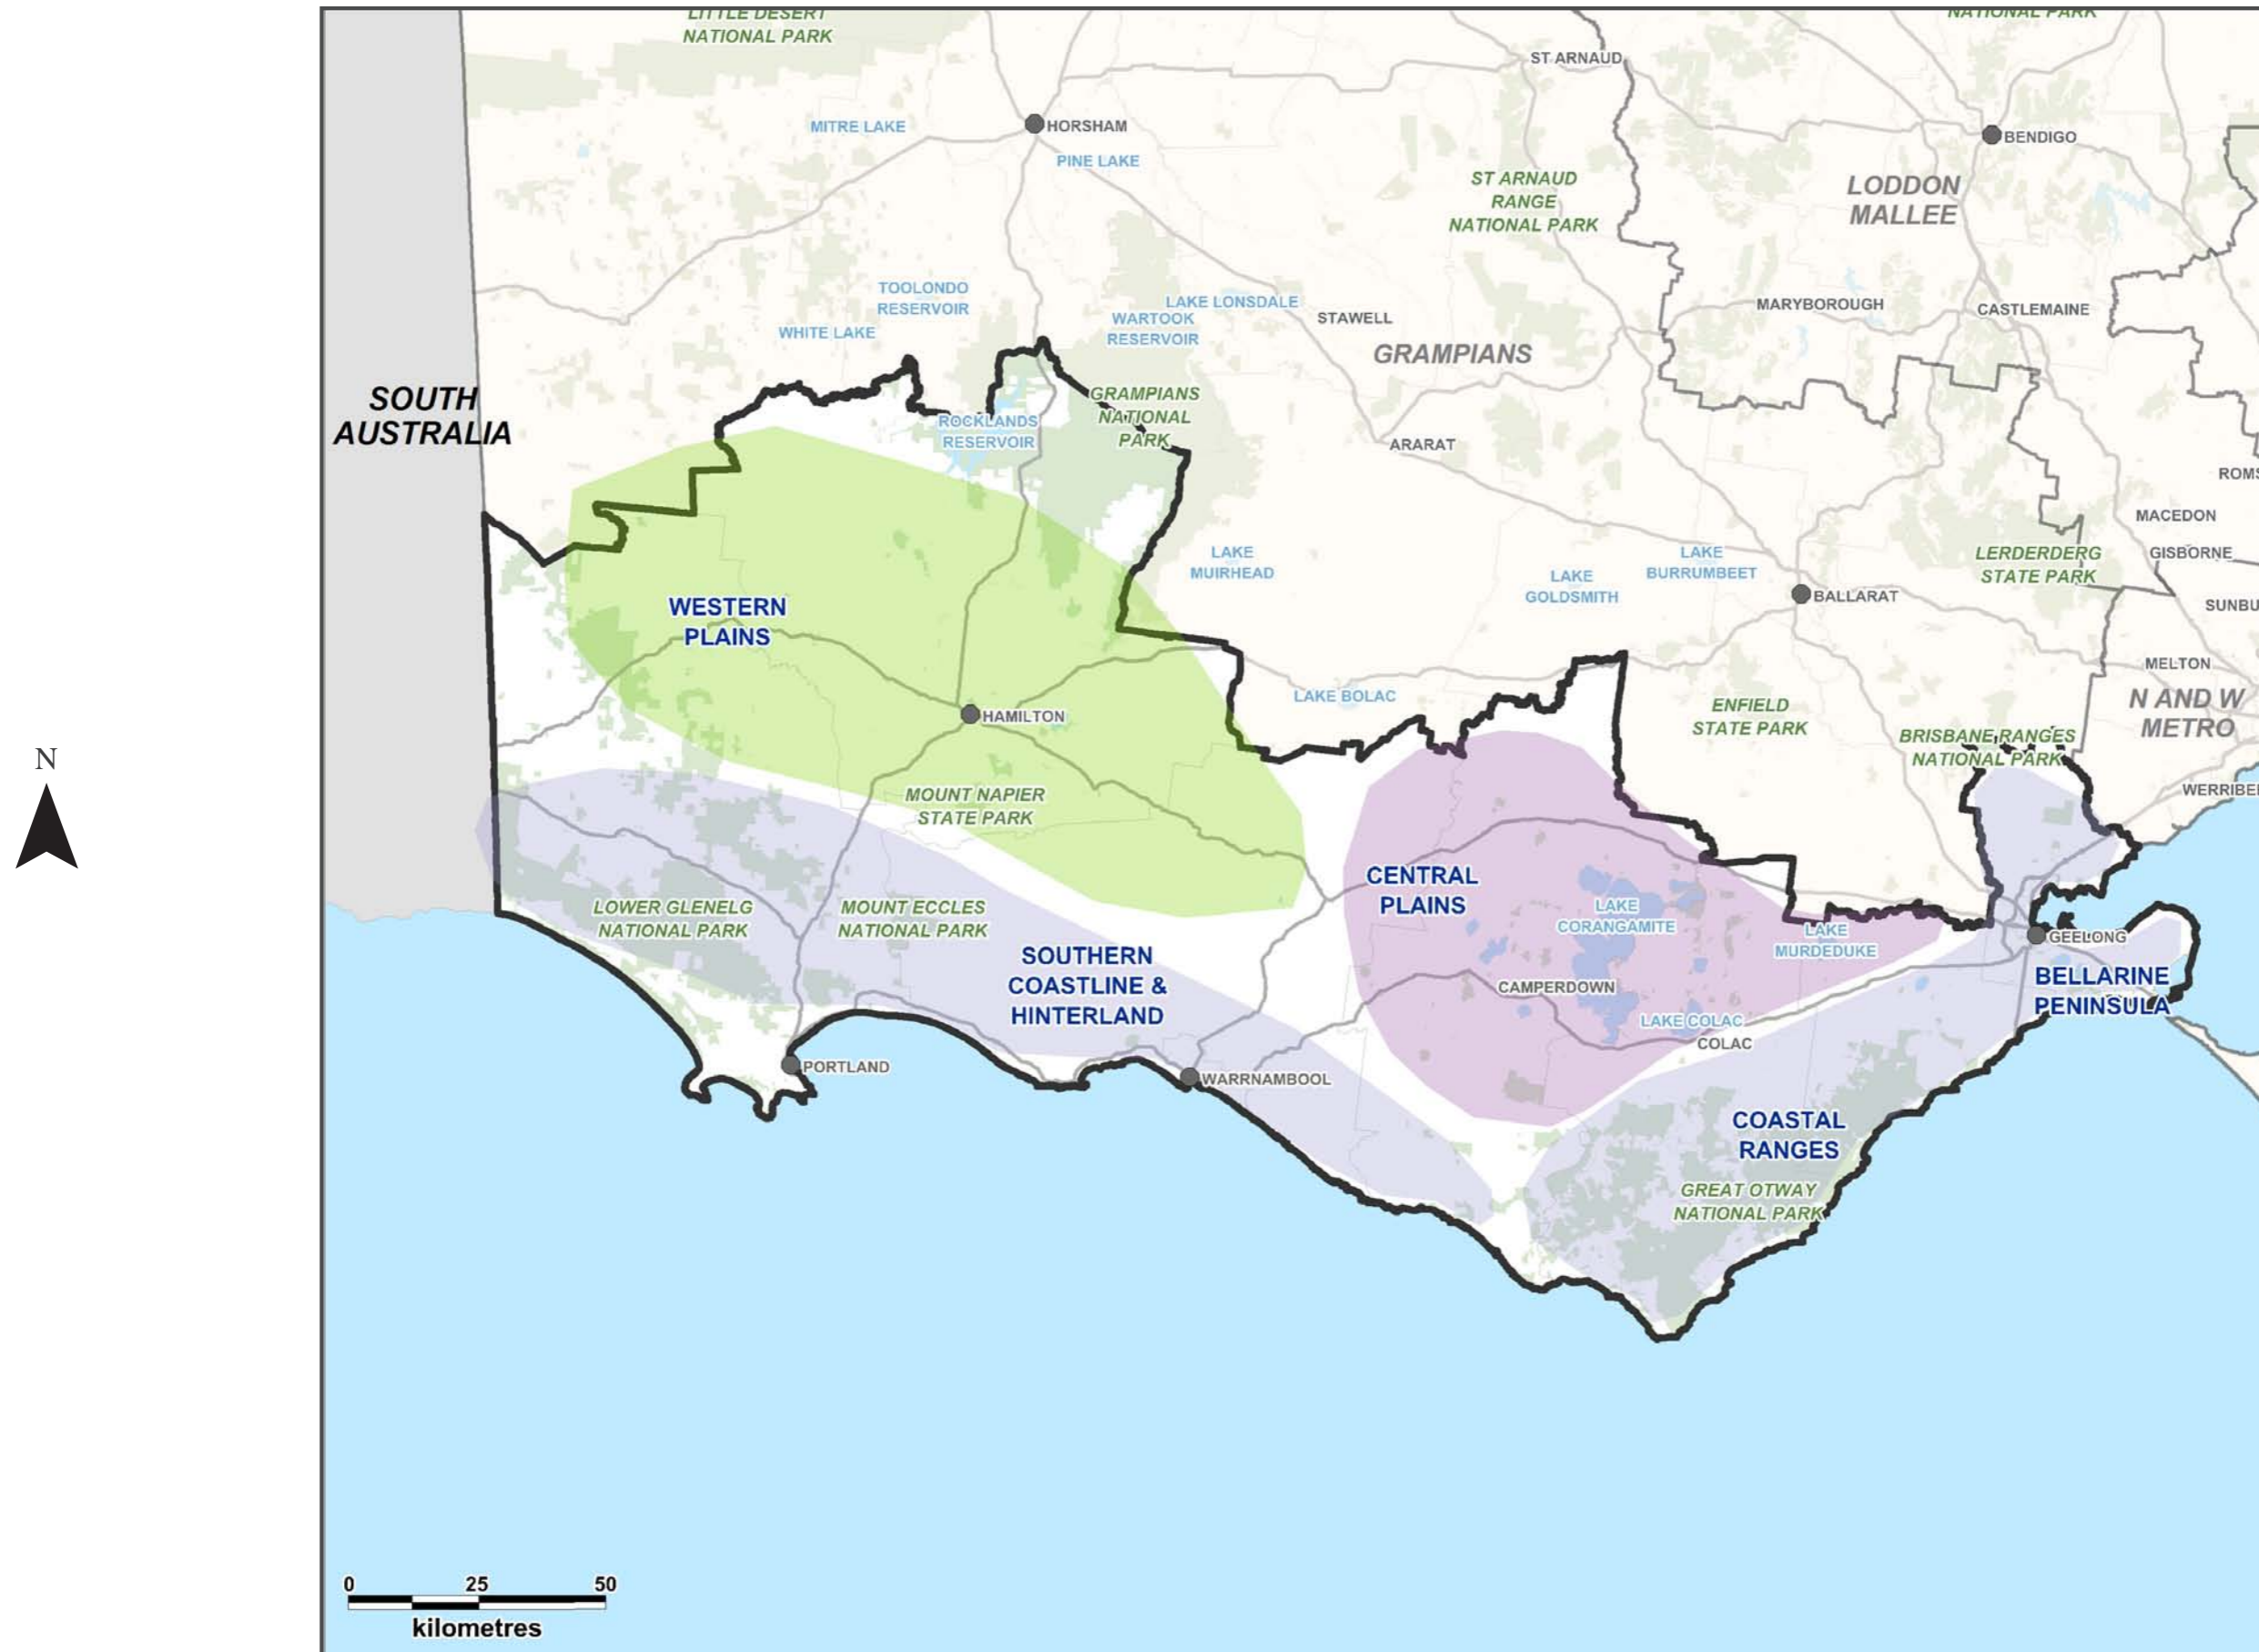 LITTLE DESERT
NATIONAL PARK
NATIONAL PARK
ST ARNAUD
MITRE LAKE
HORSHAM
BENDIGO
PINE LAKE
ST ARNAUD
RANGE
NATIONAL PARK
LODDON
MALLEE
TOOLONDO
RESERVOIR
LAKE LONSDALE
WARTOOK
RESERVOIR
WHITE LAKE
STAWELL
MARYBOROUGH
CASTLEMAINE
GRAMPIANS
SOUTH
AUSTRALIA
GRAMPIANS
NATIONAL
PARK
ROCKLANDS
RESERVOIR
ARARAT
ROMS
MACEDON
LAKE
MUIRHEAD
LAKE
GOLDSMITH
LAKE
BURRUMBEET
LERDERDERG
STATE PARK
GISBORNE
BALLARAT
SUNBU
WESTERN
PLAINS
MELTON
N AND W
METRO
LAKE BOLAC
ENFIELD
STATE PARK
HAMILTON
BRISBANE RANGES
NATIONAL PARK
N
WERRIBEE
MOUNT NAPIER
STATE PARK
CENTRAL
PLAINS
LOWER GLENELG
NATIONAL PARK
MOUNT ECCLES
NATIONAL PARK
LAKE
CORANGAMITE
LAKE
MURDEDUKE
GEELONG
SOUTHERN
COASTLINE &
HINTERLAND
CAMPERDOWN
BELLARINE
PENINSULA
LAKE COLAC
COLAC
PORTLAND
WARRNAMBOOL
COASTAL
RANGES
GREAT OTWAY
NATIONAL PARK
0 25 50
kilometres